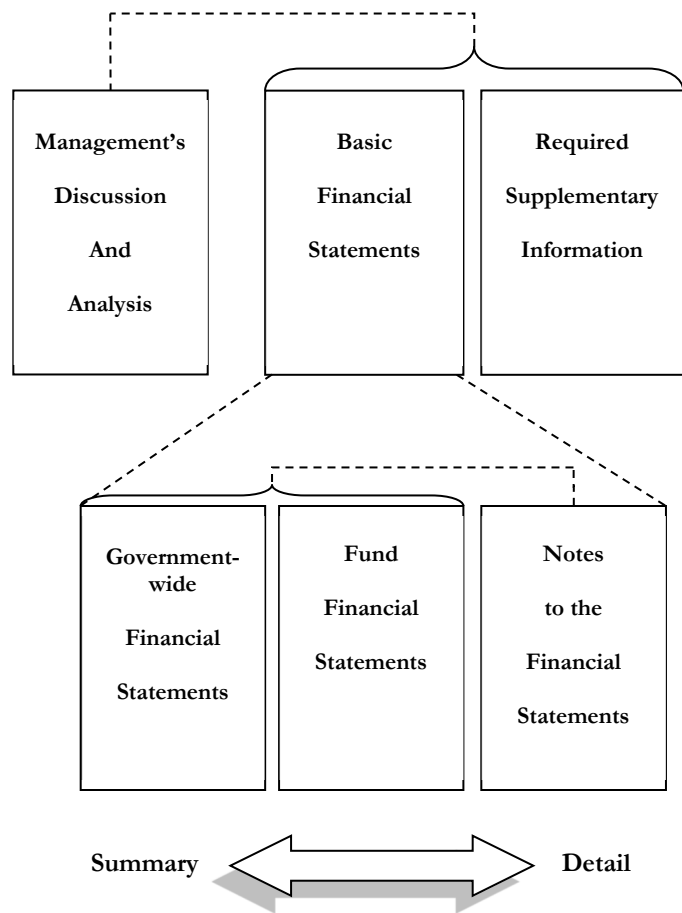 Management's
Discussion
And
Analysis
Basic
Financial
Statements
Required
Supplementary
Information
Government-
wide
Financial
Statements
Fund
Financial
Statements
Notes
to the
Financial
Statements
Summary
Detail